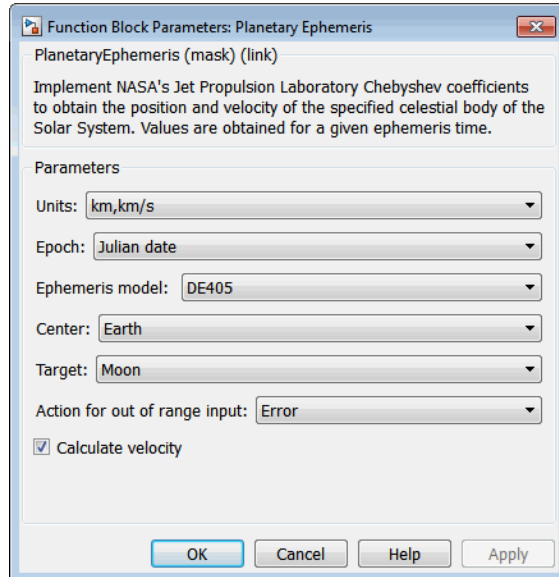 Function Block Parameters: Planetary Ephemeris
PlanetaryEphemeris (mask) (link)
Implement NASA's Jet Propulsion Laboratory Chebyshev coefficients
to obtain the position and velocity of the specified celestial body of the
Solar System. Values are obtained for a given ephemeris time.
Parameters
Units: km,km/s
Epoch: Julian date
Ephemeris model: DE405
Center: Earth
Target: Moon
Action for out of range input: Error
Calculate velocity
OK Cancel Help Apply